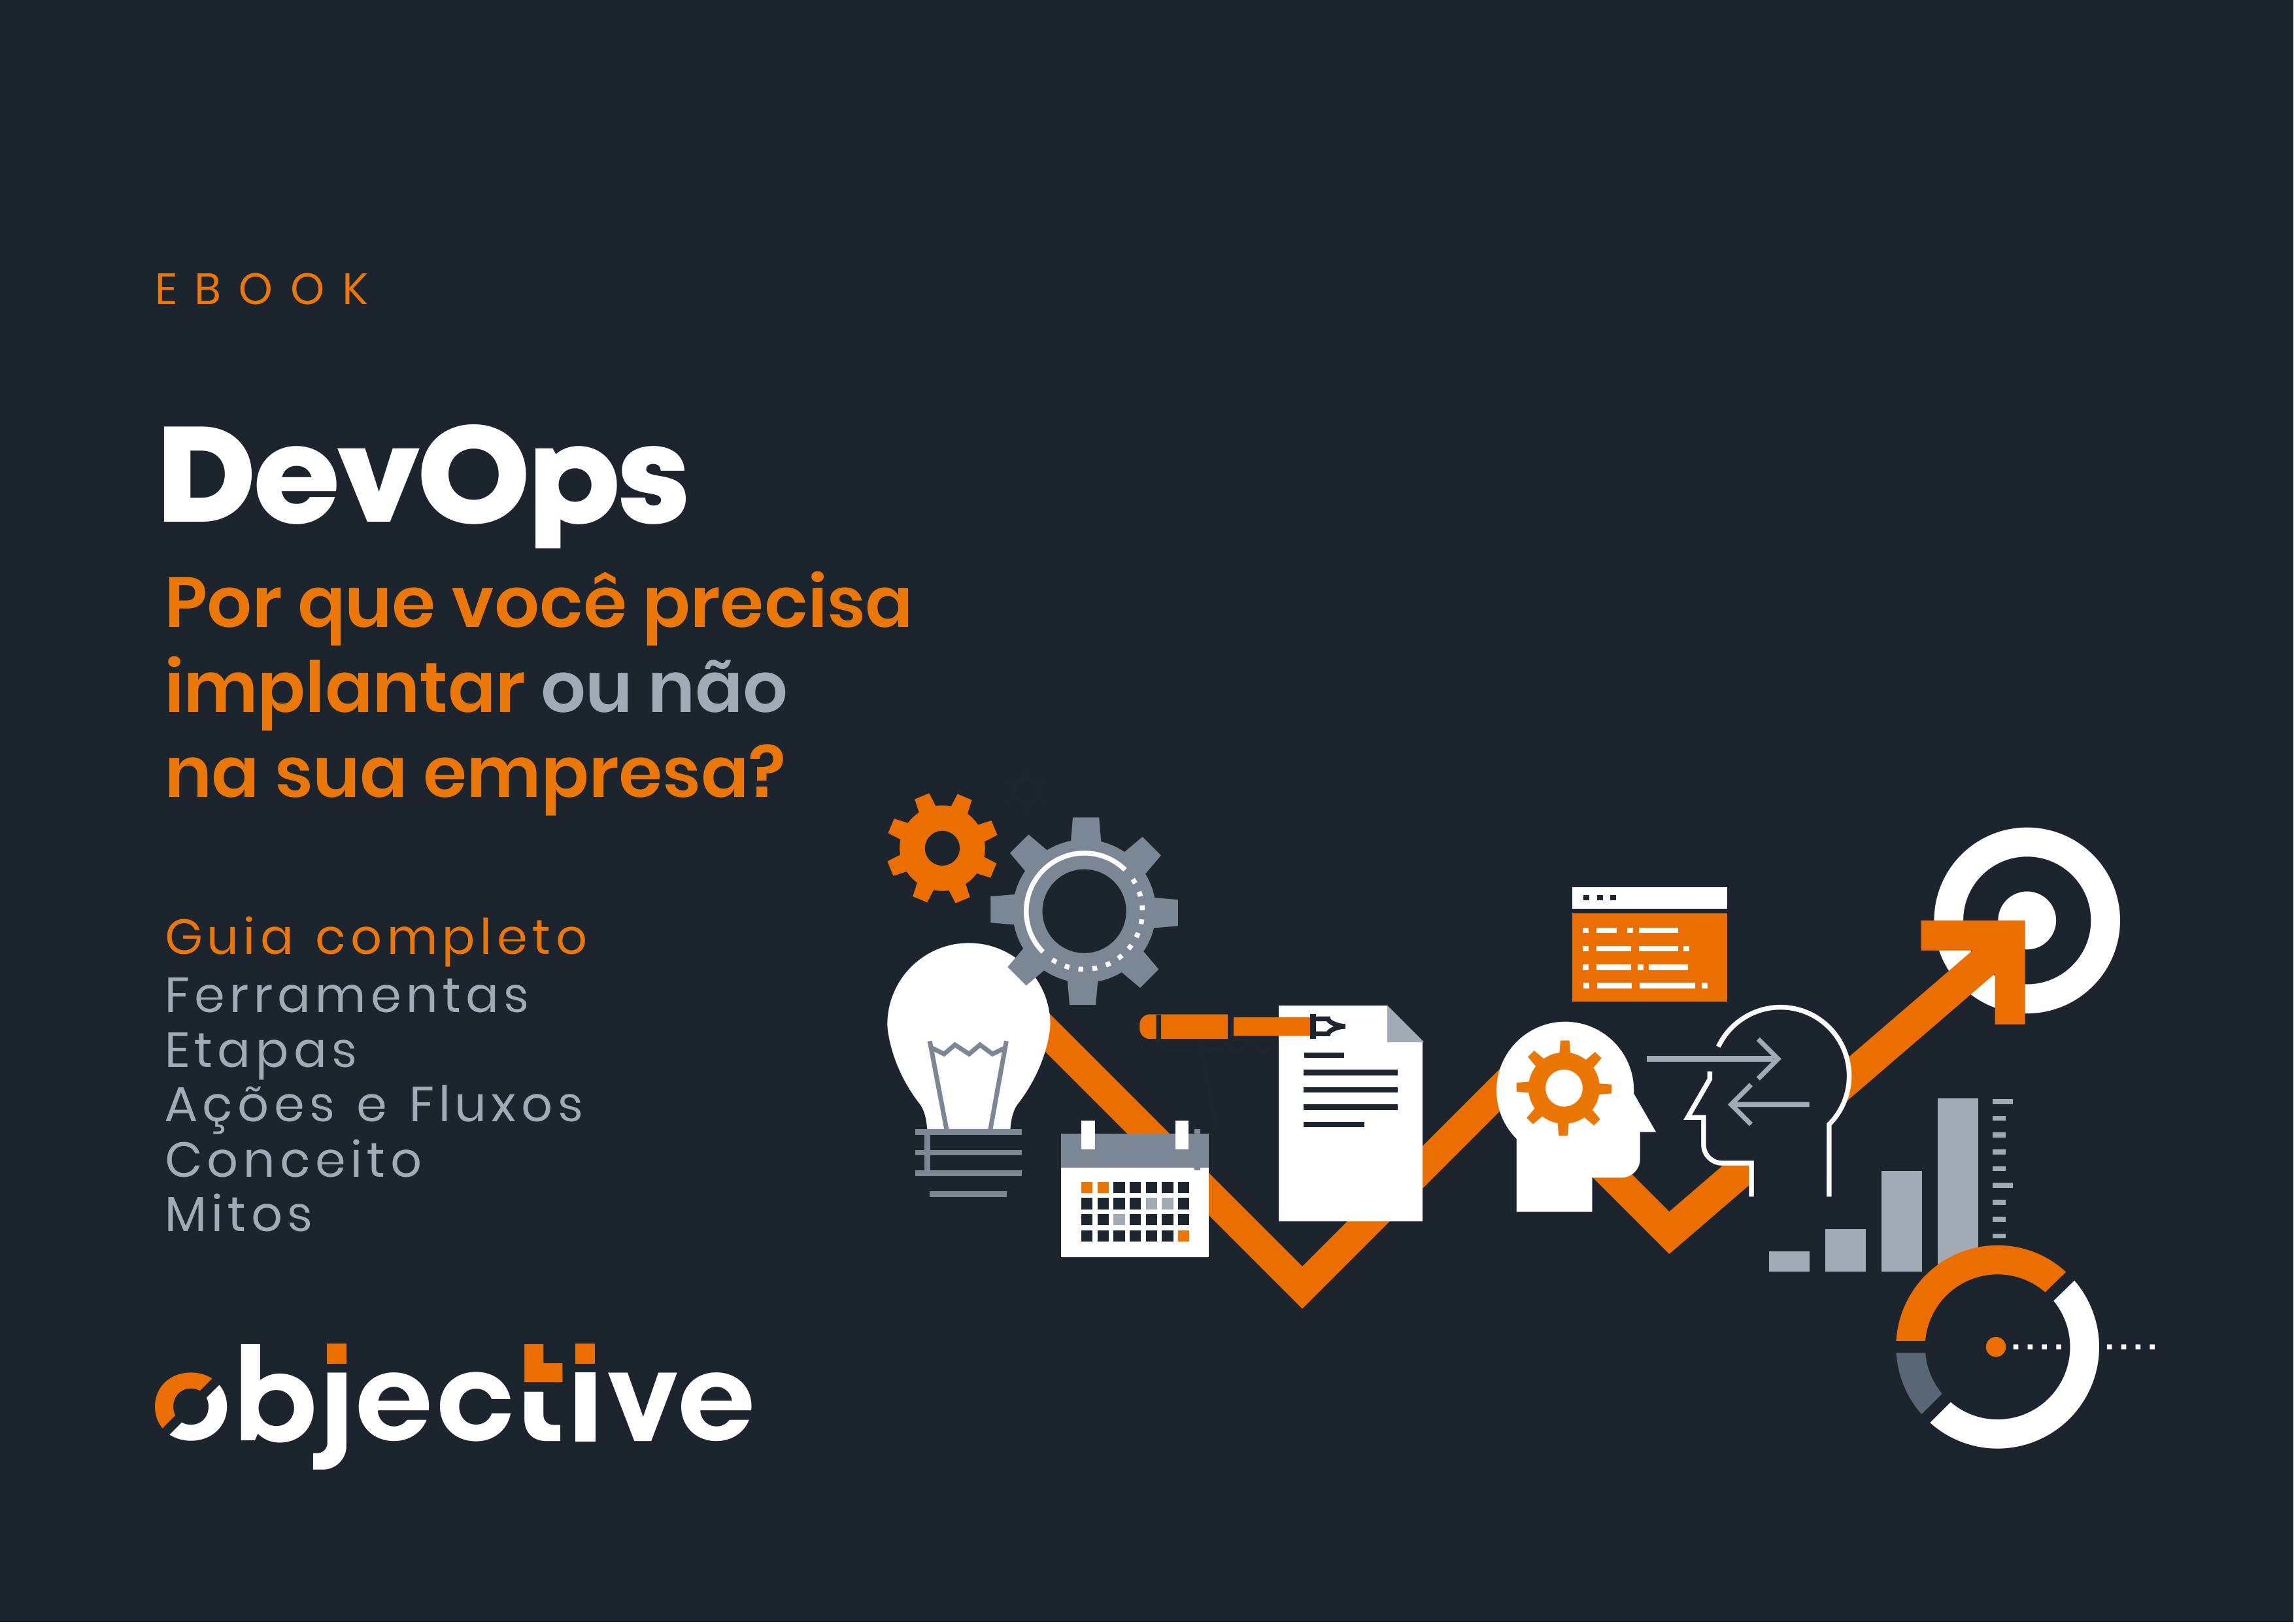 EBOOK
DevOps
Por que você precisa
implantar ou não
na sua empresa?
Guia completo
Ferramentas
Etapas
Ações e Fluxos
Conceito
Mitos
objective